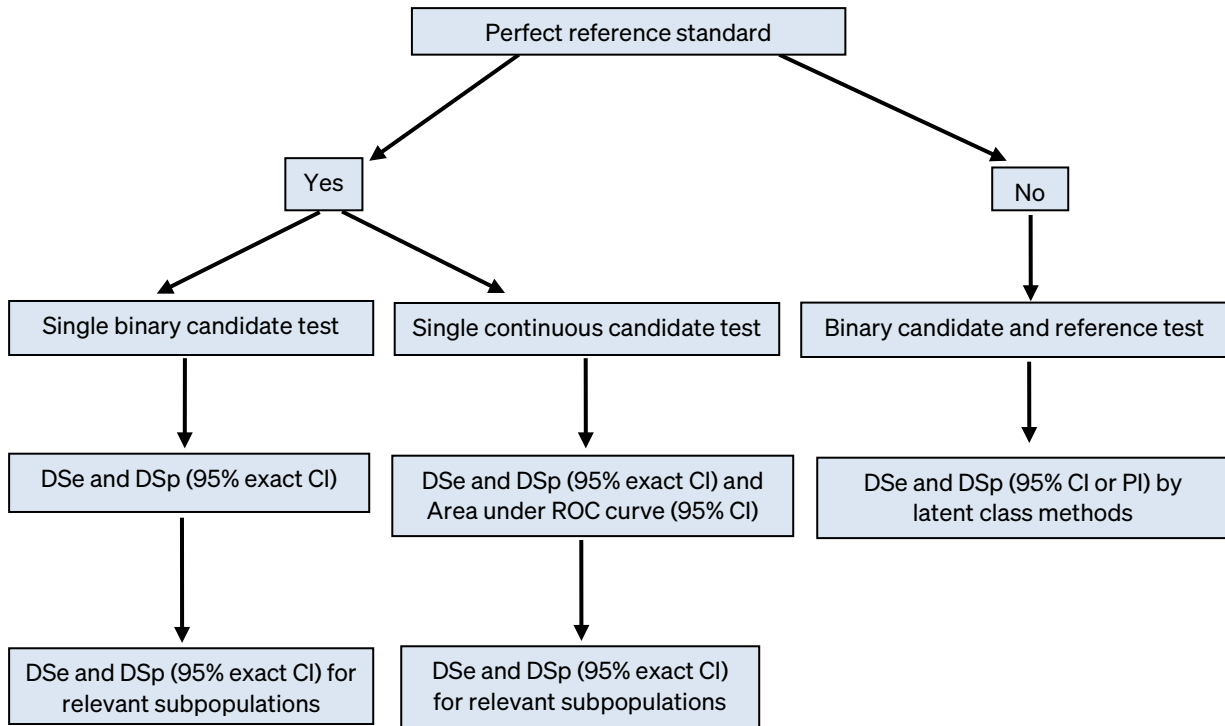 Perfect reference standard
Yes
No
Single binary candidate test
Single continuous candidate test
Binary candidate and reference test
DSe and DSp (95% exact CI)
DSe and DSp (95% exact CI) and
Area under ROC curve (95% CI)
DSe and DSp (95% CI or PI) by
latent class methods
DSe and DSp (95% exact CI) for
relevant subpopulations
DSe and DSp (95% exact CI)
for relevant subpopulations